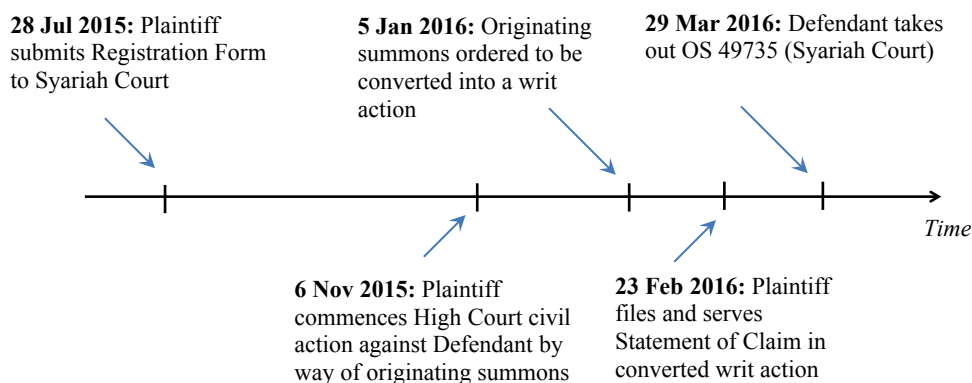 28 Jul 2015: Plaintiff
submits Registration Form
to Syariah Court
5 Jan 2016: Originating
summons ordered to be
converted into a writ
action
29 Mar 2016: Defendant takes
out OS 49735 (Syariah Court)
Time
6 Nov 2015: Plaintiff
commences High Court civil
action against Defendant by
way of originating summons
23 Feb 2016: Plaintiff
files and serves
Statement of Claim in
converted writ action